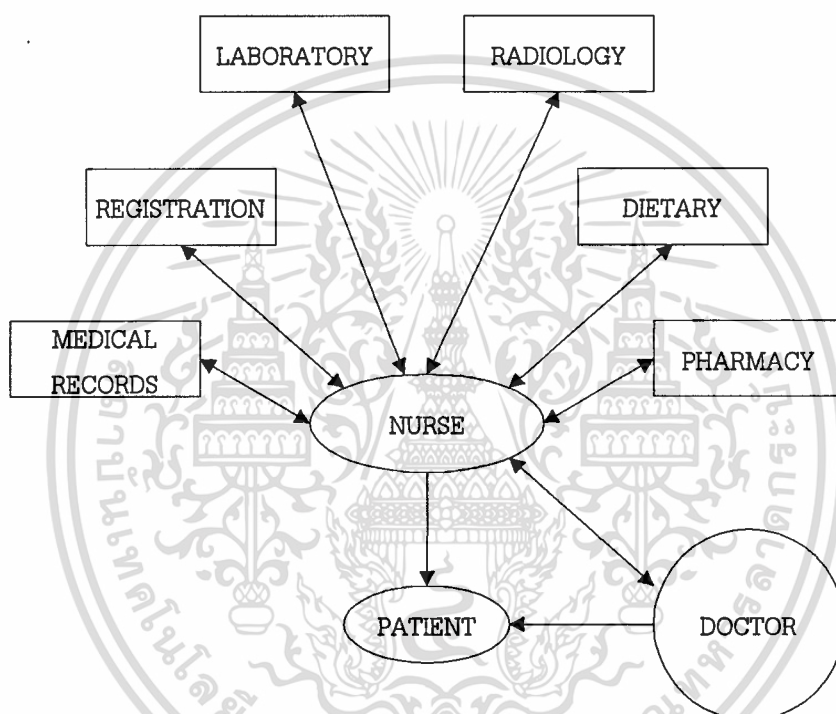 LABORATORY
RADIOLOGY
REGISTRATION
DIETARY
MEDICAL
RECORDS
PHARMACY
NURSE
PATIENT
DOCTOR